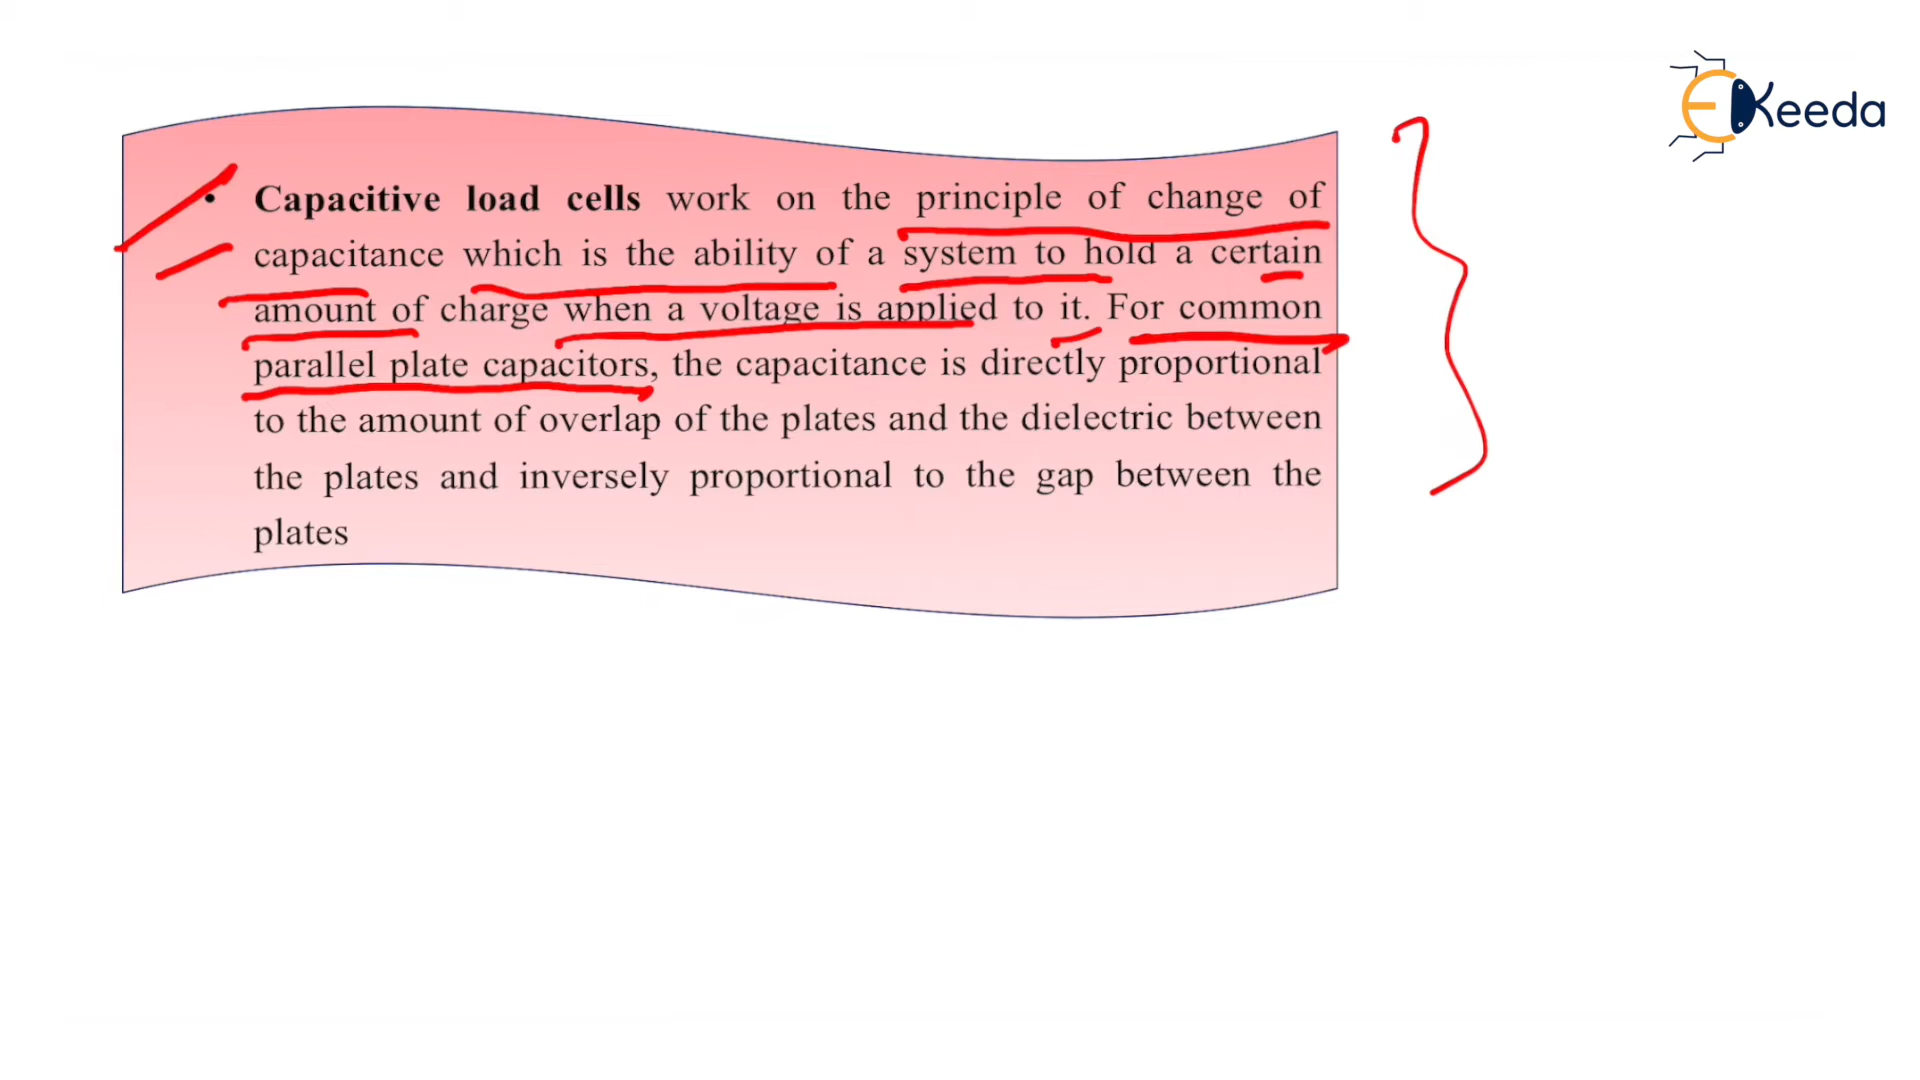 EKeeda
• Capacitive load cells work on the principle of change of
capacitance which is the ability of a system to hold a certain
amount of charge when a voltage is applied to it. For common
parallel plate capacitors, the capacitance is directly proportional
to the amount of overlap of the plates and the dielectric between
the plates and inversely proportional to the gap between the
plates